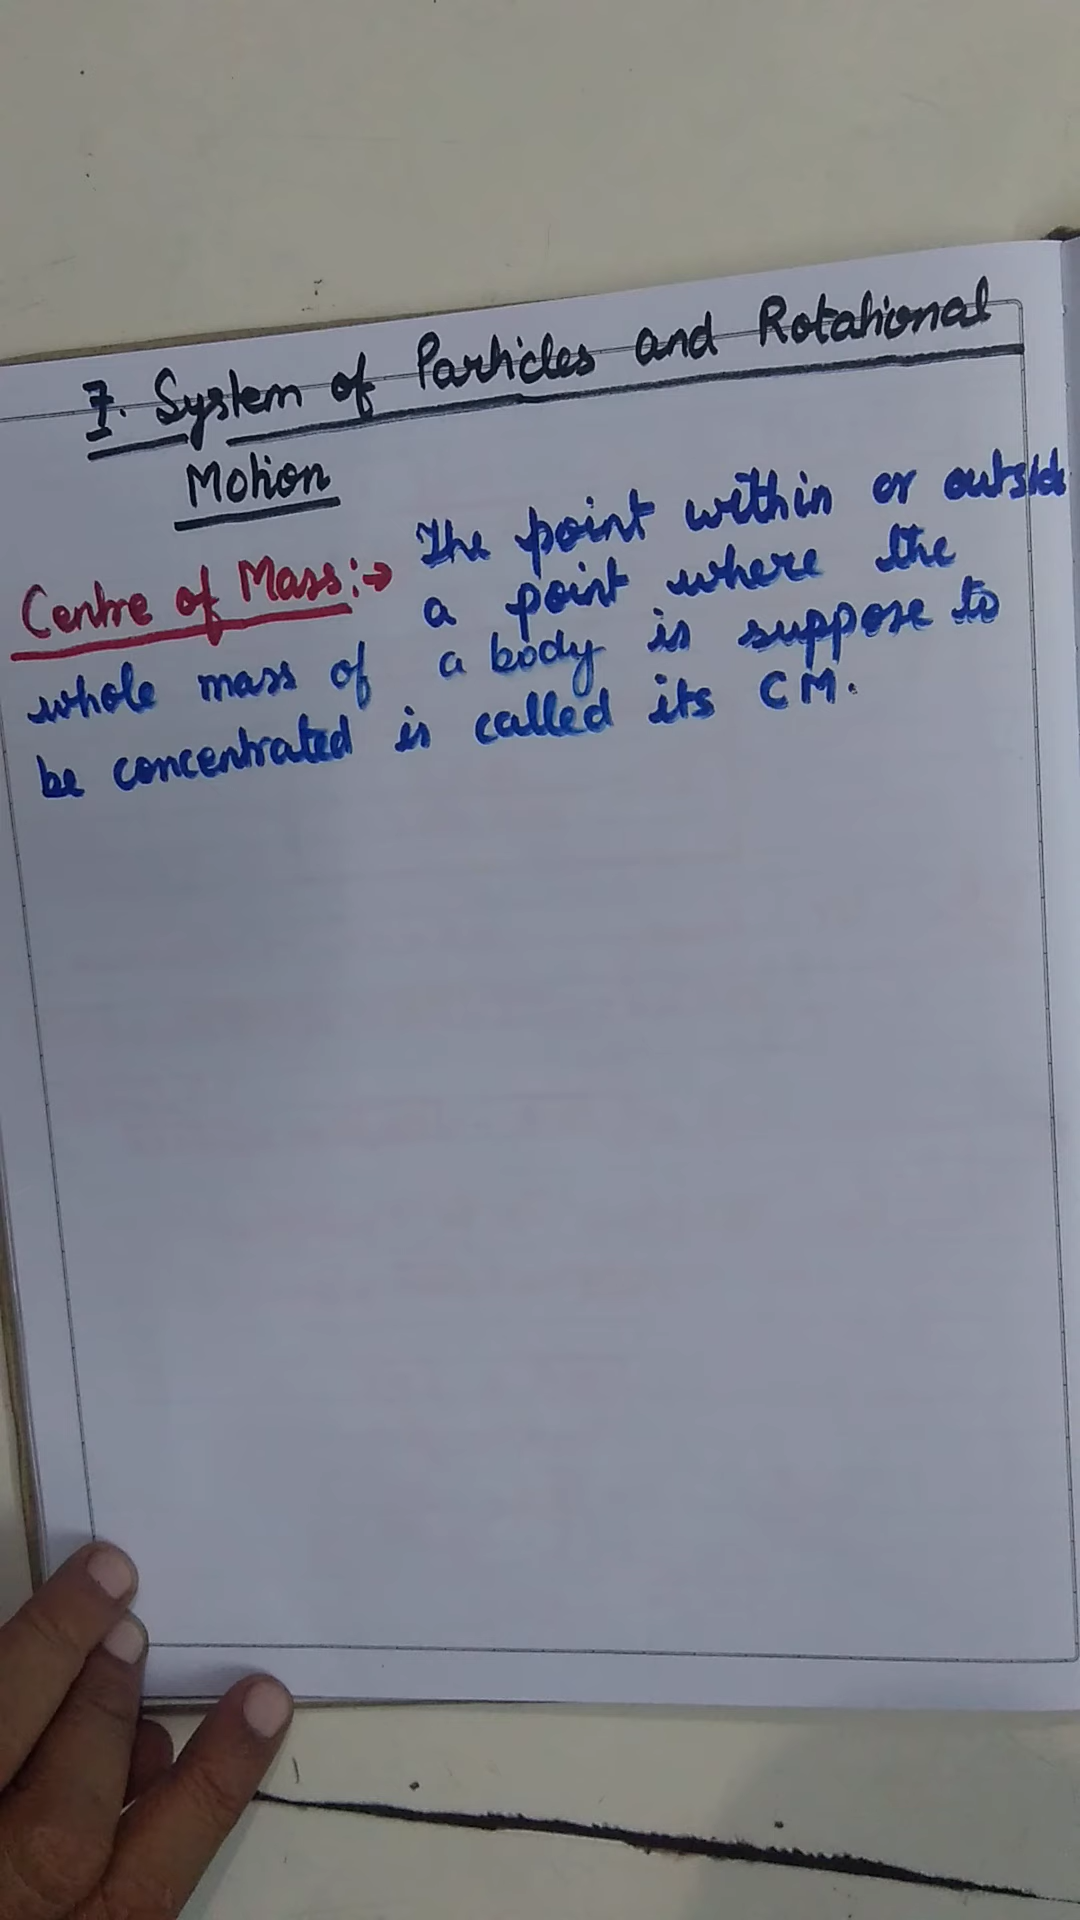 7. System of Particles and Rotational
Motion
Centre of Mass:→ The point within or outside
a point where the
whole mass of a body is suppose to
be concentrated is called its CM.